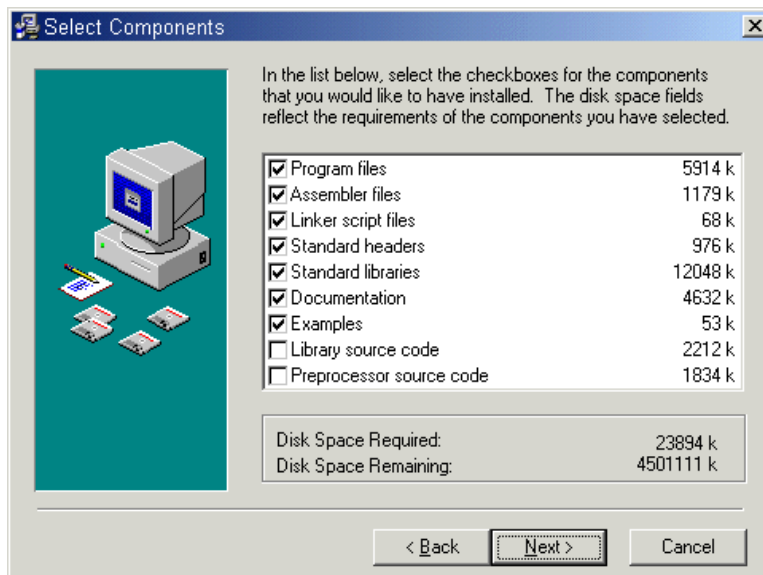 Select Components
In the list below, select the checkboxes for the components
that you would like to have installed. The disk space fields
reflect the requirements of the components you have selected.
Program files 5914 k
Assembler files 1179 k
Linker script files 68 k
Standard headers 976 k
Standard libraries 12048 k
Documentation 4632 k
Examples 53 k
Library source code 2212 k
Preprocessor source code 1834 k
Disk Space Required: 23894 k
Disk Space Remaining: 4501111 k
< Back Next > Cancel